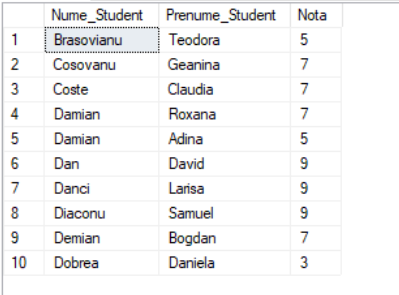 Nume_Student Prenume_Student Nota
1 Brasovianu Teodora 5
2 Cosovanu Geanina 7
3 Coste Claudia 7
4 Damian Roxana 7
5 Damian Adina 5
6 Dan David 9
7 Danci Larisa 9
8 Diaconu Samuel 9
9 Demian Bogdan 7
10 Dobrea Daniela 3